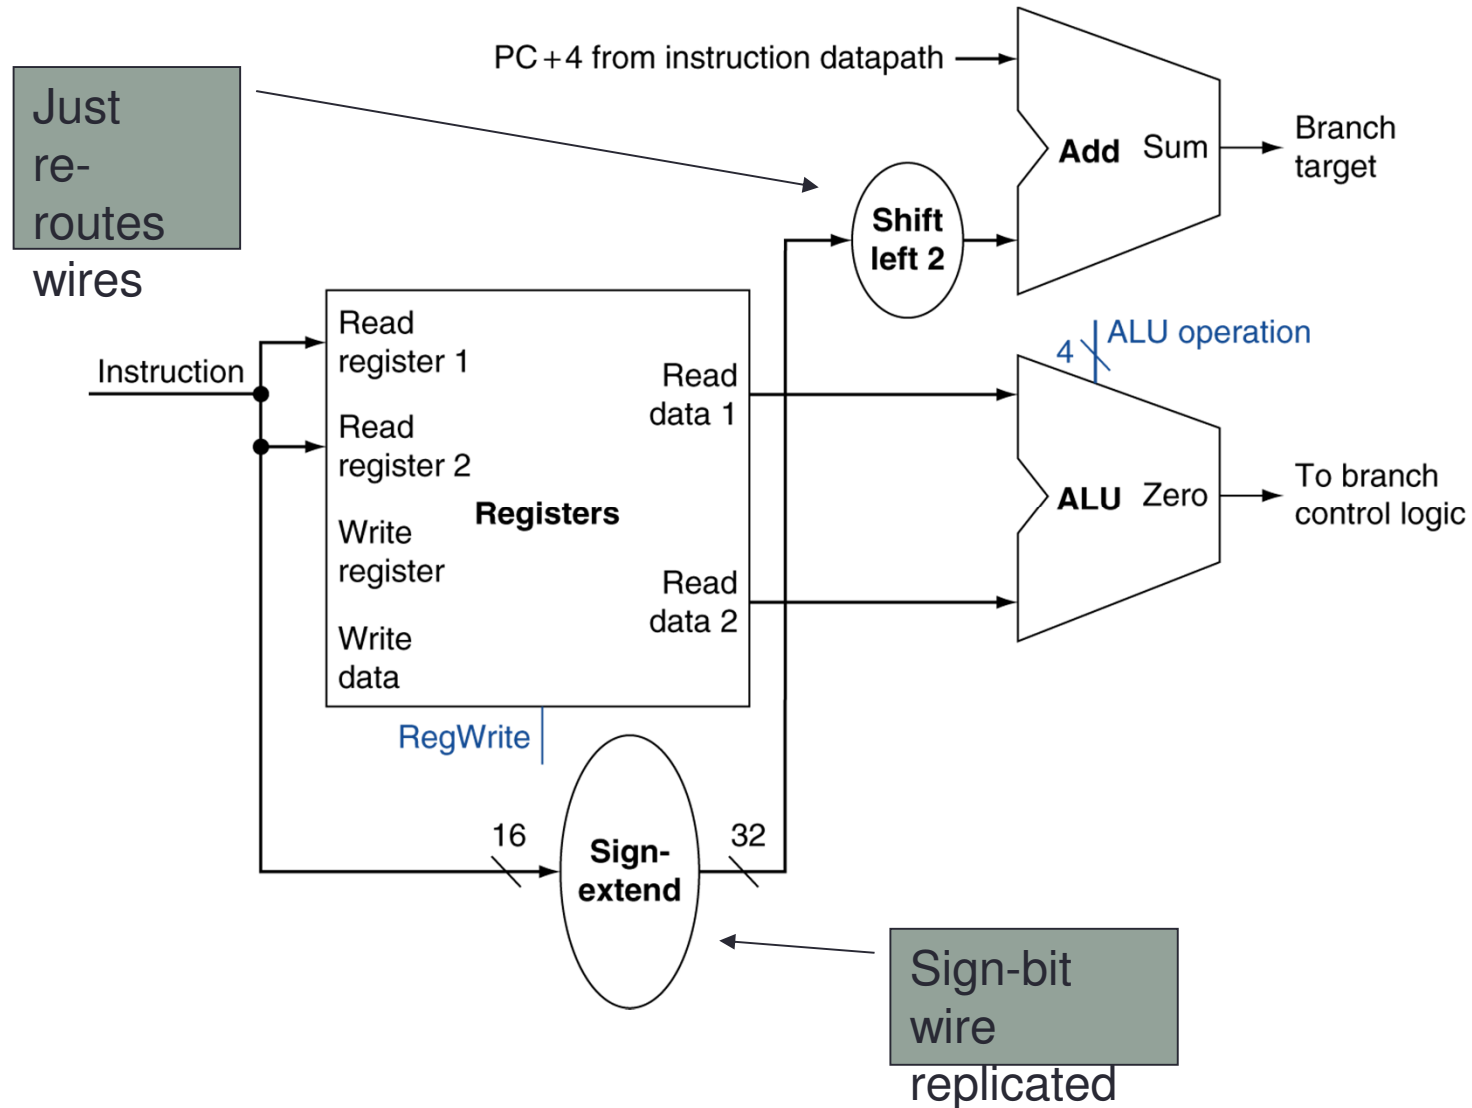 PC+4 from instruction datapath
Just
re-
routes
wires
Add Sum
Branch
target
Shift
left 2
Instruction
Read
register 1
Read
register 2
Write
register
Write
data
Registers
Read
data 1
Read
data 2
RegWrite
4
ALU operation
ALU Zero
To branch
control logic
16
Sign-
extend
32
Sign-bit
wire
replicated